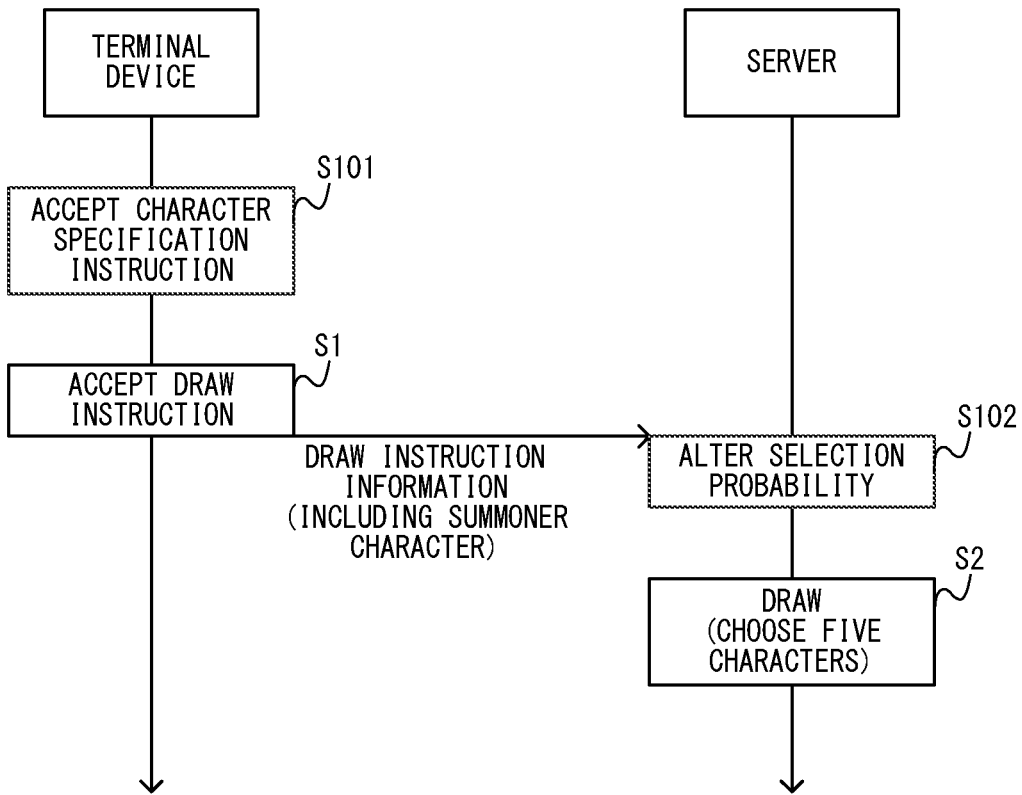 TERMINAL
DEVICE
SERVER
S101
ACCEPT CHARACTER
SPECIFICATION
INSTRUCTION
S1
ACCEPT DRAW
INSTRUCTION
DRAW INSTRUCTION
INFORMATION
(INCLUDING SUMMONER
CHARACTER)
S102
ALTER SELECTION
PROBABILITY
S2
DRAW
(CHOOSE FIVE
CHARACTERS)